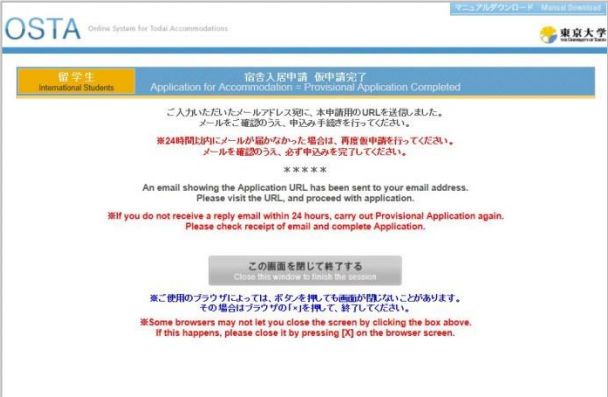 マニュアルダウンロード Manual Download
OSTA Online System for Todai Accommodations
東京大学
THE UNIVERSITY OF TOKYO
留学生
International Students
宿舎入居申請 仮申請完了
Application for Accommodation = Provisional Application Completed
ご入力いただいたメールアドレス宛に、本申請用のURLを送信しました。
メールをご確認のうえ、申込み手続きを行ってください。
※24時間以内にメールが届かなかった場合は、再度仮申請を行ってください。
メールを確認のうえ、必ず申込みを完了してください。
*****
An email showing the Application URL has been sent to your email address.
Please visit the URL, and proceed with application.
※If you do not receive a reply email within 24 hours, carry out Provisional Application again.
Please check receipt of email and complete Application.
この画面を閉じて終了する
Close this window to finish the session
※ご使用のブラウザによっては、ボタンを押しても画面が閉じないことがあります。
その場合はブラウザの「×」を押して、終了してください。
※Some browsers may not let you close the screen by clicking the box above.
If this happens, please close it by pressing [X] on the browser screen.